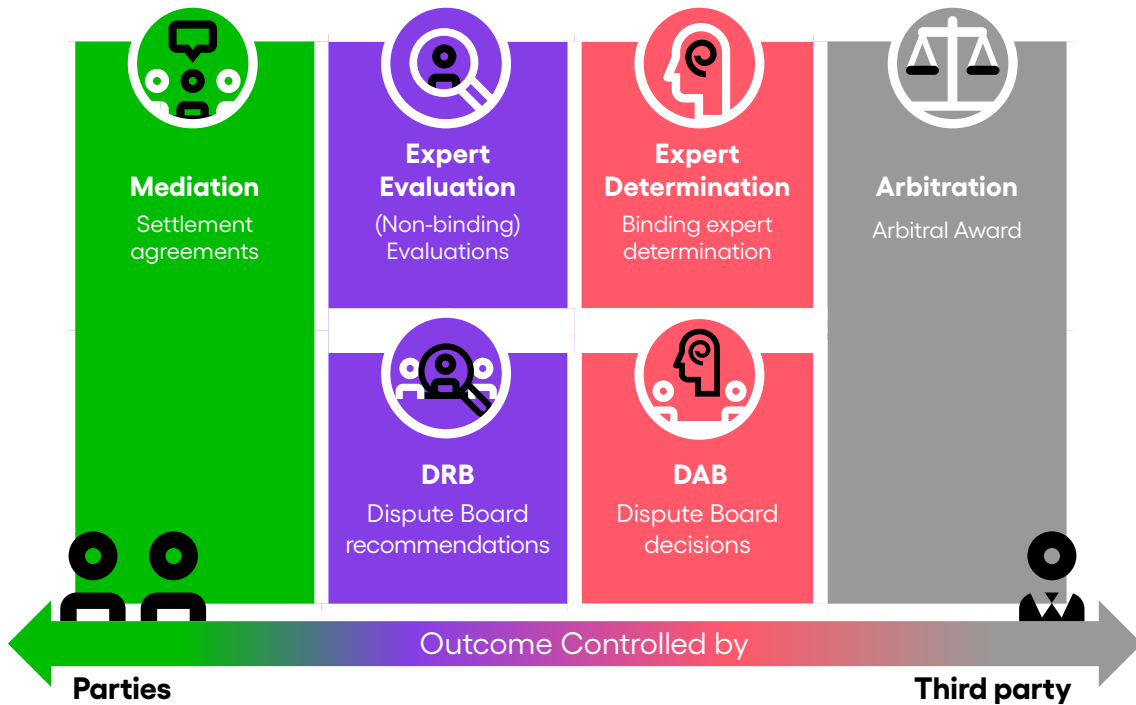 Mediation
Settlement
agreements
Expert
Evaluation
(Non-binding)
Evaluations
Expert
Determination
Binding expert
determination
Arbitration
Arbitral Award
DRB
Dispute Board
recommendations
DAB
Dispute Board
decisions
Outcome Controlled by
Parties
Third party